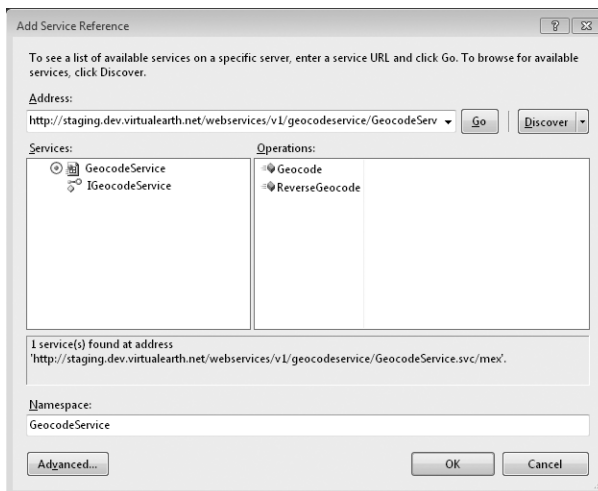 Add Service Reference
To see a list of available services on a specific server, enter a service URL and click Go. To browse for available
services, click Discover.
Address:
http://staging.dev.virtualearth.net/webservices/v1/geocodeservice/GeocodeServ
Go
Discover
Services:
Operations:
GeocodeService
IGeocodeService
Geocode
ReverseGeocode
1 service(s) found at address
'http://staging.dev.virtualearth.net/webservices/v1/geocodeservice/GeocodeService.svc/mex'.
Namespace:
GeocodeService
Advanced...
OK
Cancel